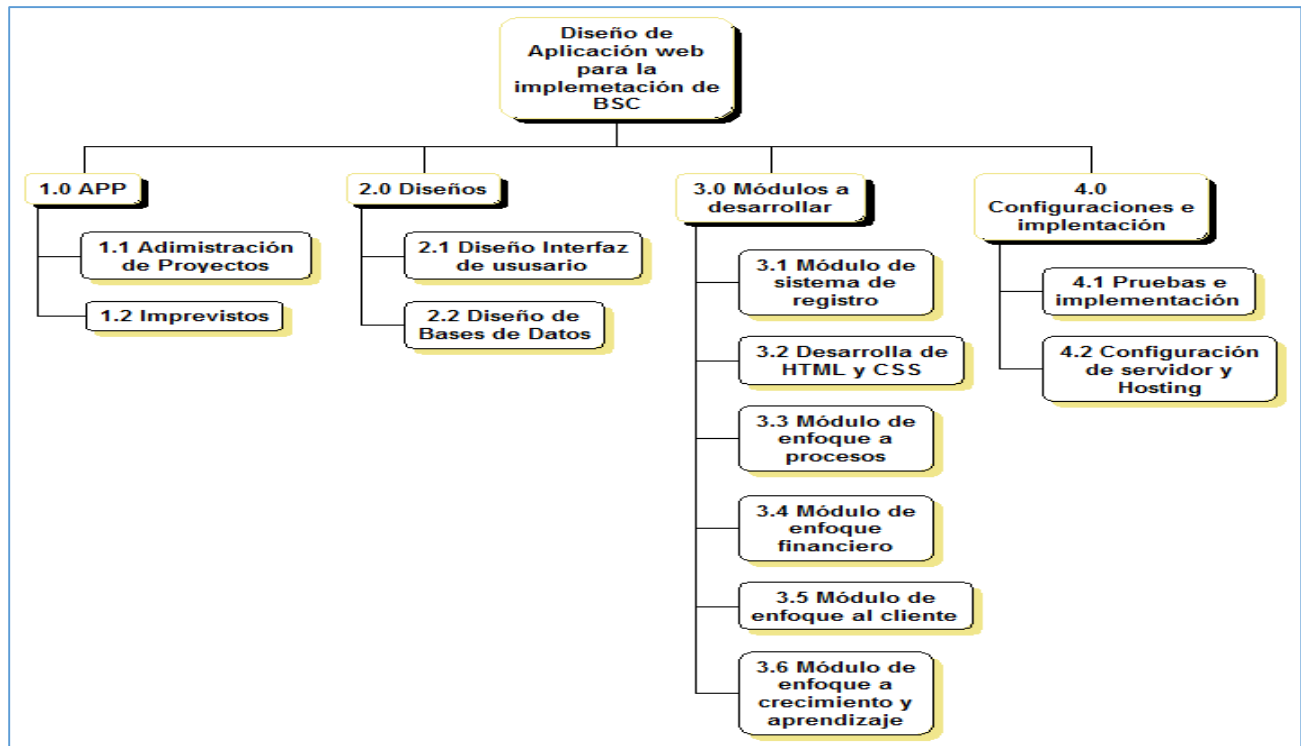 Diseño de
Aplicación web
para la
implemetación de
BSC
1.0 APP
1.1 Adimistración
de Proyectos
1.2 Imprevistos
2.0 Diseños
2.1 Diseño Interfaz
de ususario
2.2 Diseño de
Bases de Datos
3.0 Módulos a
desarrollar
3.1 Módulo de
sistema de
registro
3.2 Desarrolla de
HTML y CSS
3.3 Módulo de
enfoque a
procesos
3.4 Módulo de
enfoque
financiero
3.5 Módulo de
enfoque al cliente
3.6 Módulo de
enfoque a
crecimiento y
aprendizaje
4.0
Configuraciones e
implentación
4.1 Pruebas e
implementación
4.2 Configuración
de servidor y
Hosting